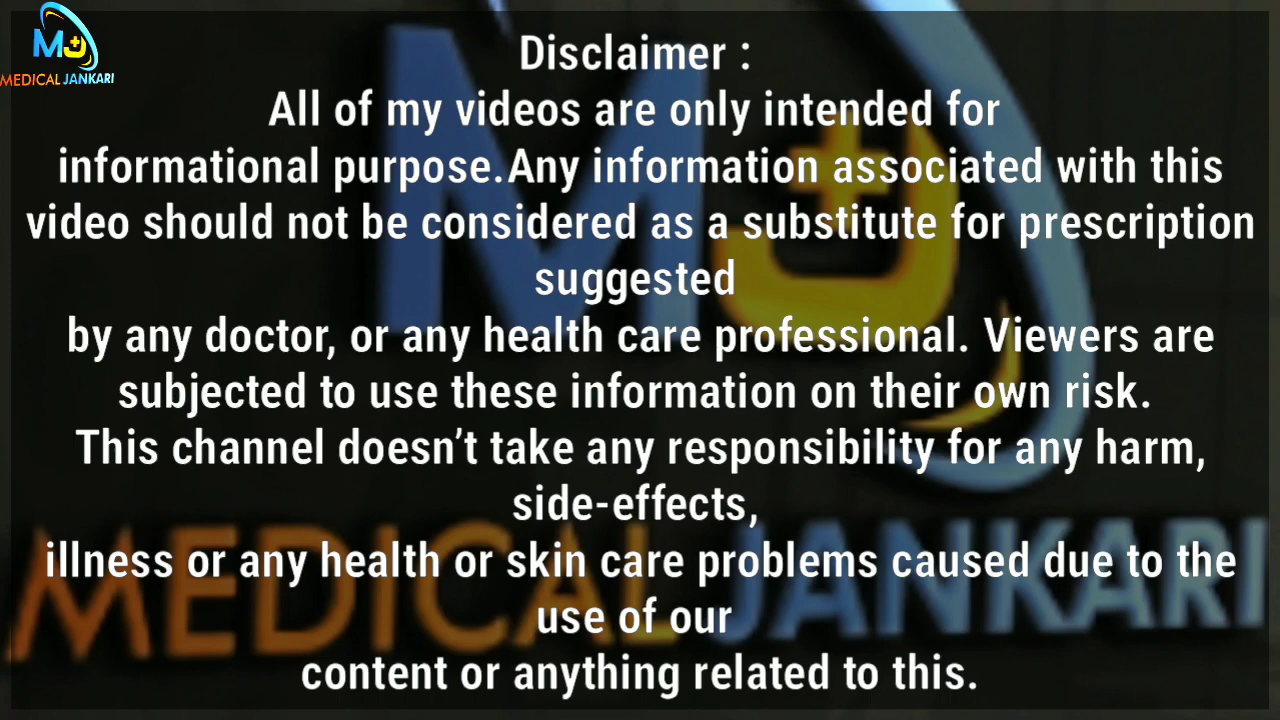 MEDICAL JANKARI
Disclaimer :
All of my videos are only intended for
informational purpose.Any information associated with this
video should not be considered as a substitute for prescription
suggested
by any doctor, or any health care professional. Viewers are
subjected to use these information on their own risk.
This channel doesn’t take any responsibility for any harm,
side-effects,
illness or any health or skin care problems caused due to the
use of our
content or anything related to this.
MEDICAL JANKARI